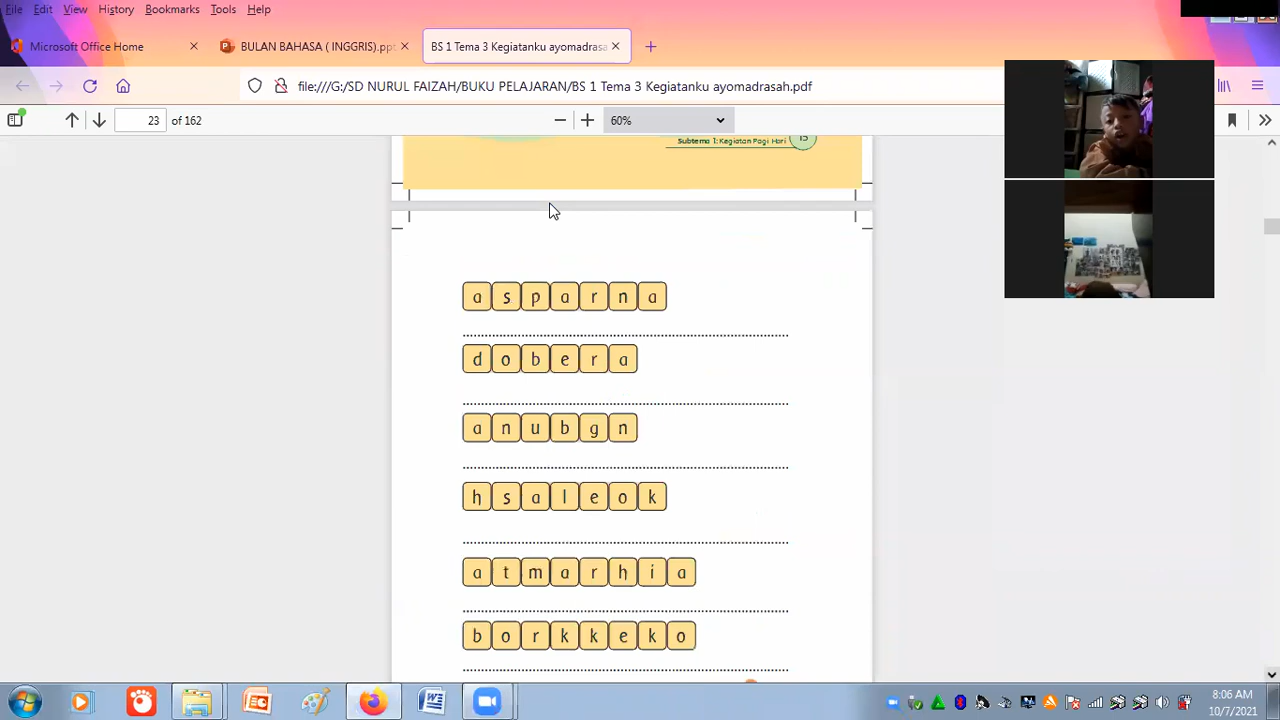 File Edit View History Bookmarks Tools Help
Microsoft Office Home BULAN BAHASA ( INGGRIS).ppt BS 1 Tema 3 Kegiatanku ayomadrasa
file:///G:/SD NURUL FAIZAH/BUKU PELAJARAN/BS 1 Tema 3 Kegiatanku ayomadrasah.pdf
23 of 162 60%
Subtema 1: Kegiatan Pagi Hari 15
a s p a r n a
d o b e r a
a n u b g n
h s a l e o k
a t m a r h i a
b o r k k e k o
8:06 AM
10/7/2021